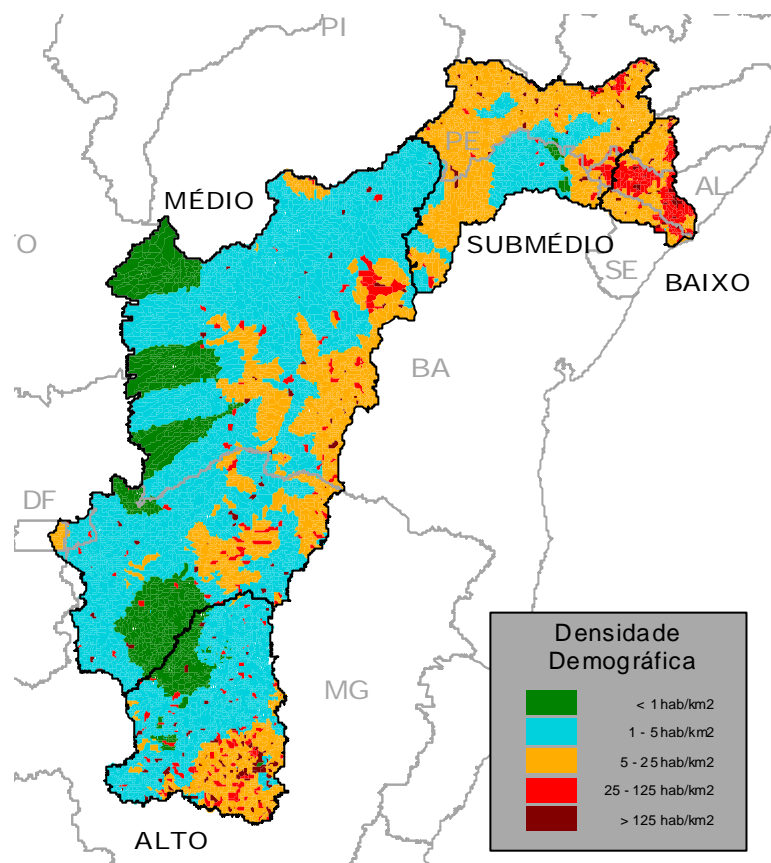 PI
PE
MÉDIO
AL
TO
SUBMÉDIO
SE
BAIXO
BA
DF
MG
ALTO
Densidade
Demográfica
< 1 hab/km2
1 - 5 hab/km2
5 - 25 hab/km2
25 - 125 hab/km2
> 125 hab/km2